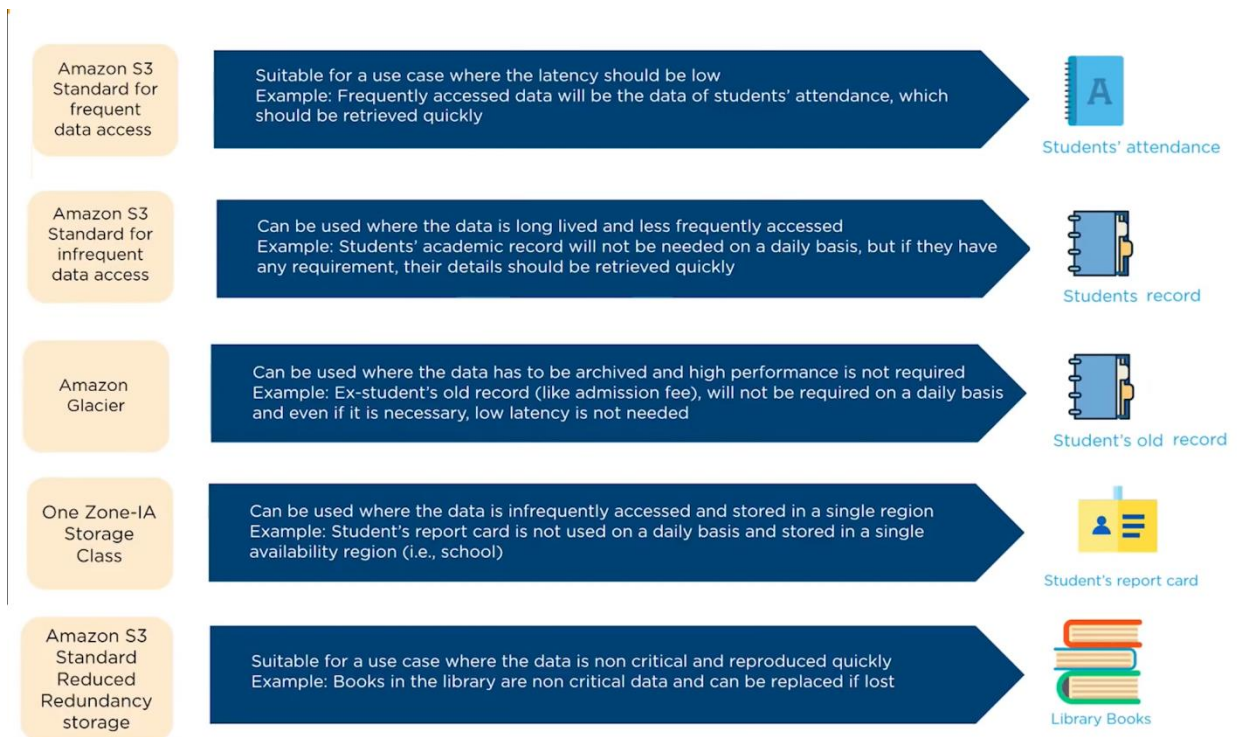 Amazon S3
Standard for
frequent
data access
Suitable for a use case where the latency should be low
Example: Frequently accessed data will be the data of students’ attendance, which
should be retrieved quickly
A
Students’ attendance
Amazon S3
Standard for
infrequent
data access
Can be used where the data is long lived and less frequently accessed
Example: Students’ academic record will not be needed on a daily basis, but if they have
any requirement, their details should be retrieved quickly
Students record
Amazon
Glacier
Can be used where the data has to be archived and high performance is not required
Example: Ex-student’s old record (like admission fee), will not be required on a daily basis
and even if it is necessary, low latency is not needed
Student’s old record
One Zone-IA
Storage
Class
Can be used where the data is infrequently accessed and stored in a single region
Example: Student’s report card is not used on a daily basis and stored in a single
availability region (i.e., school)
Student’s report card
Amazon S3
Standard
Reduced
Redundancy
storage
Suitable for a use case where the data is non critical and reproduced quickly
Example: Books in the library are non critical data and can be replaced if lost
Library Books